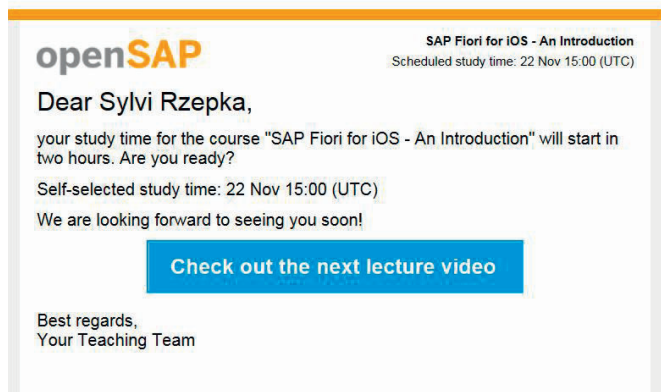 openSAP
SAP Fiori for iOS - An Introduction
Scheduled study time: 22 Nov 15:00 (UTC)
Dear Sylvi Rzepka,
your study time for the course "SAP Fiori for iOS - An Introduction" will start in
two hours. Are you ready?
Self-selected study time: 22 Nov 15:00 (UTC)
We are looking forward to seeing you soon!
Check out the next lecture video
Best regards,
Your Teaching Team